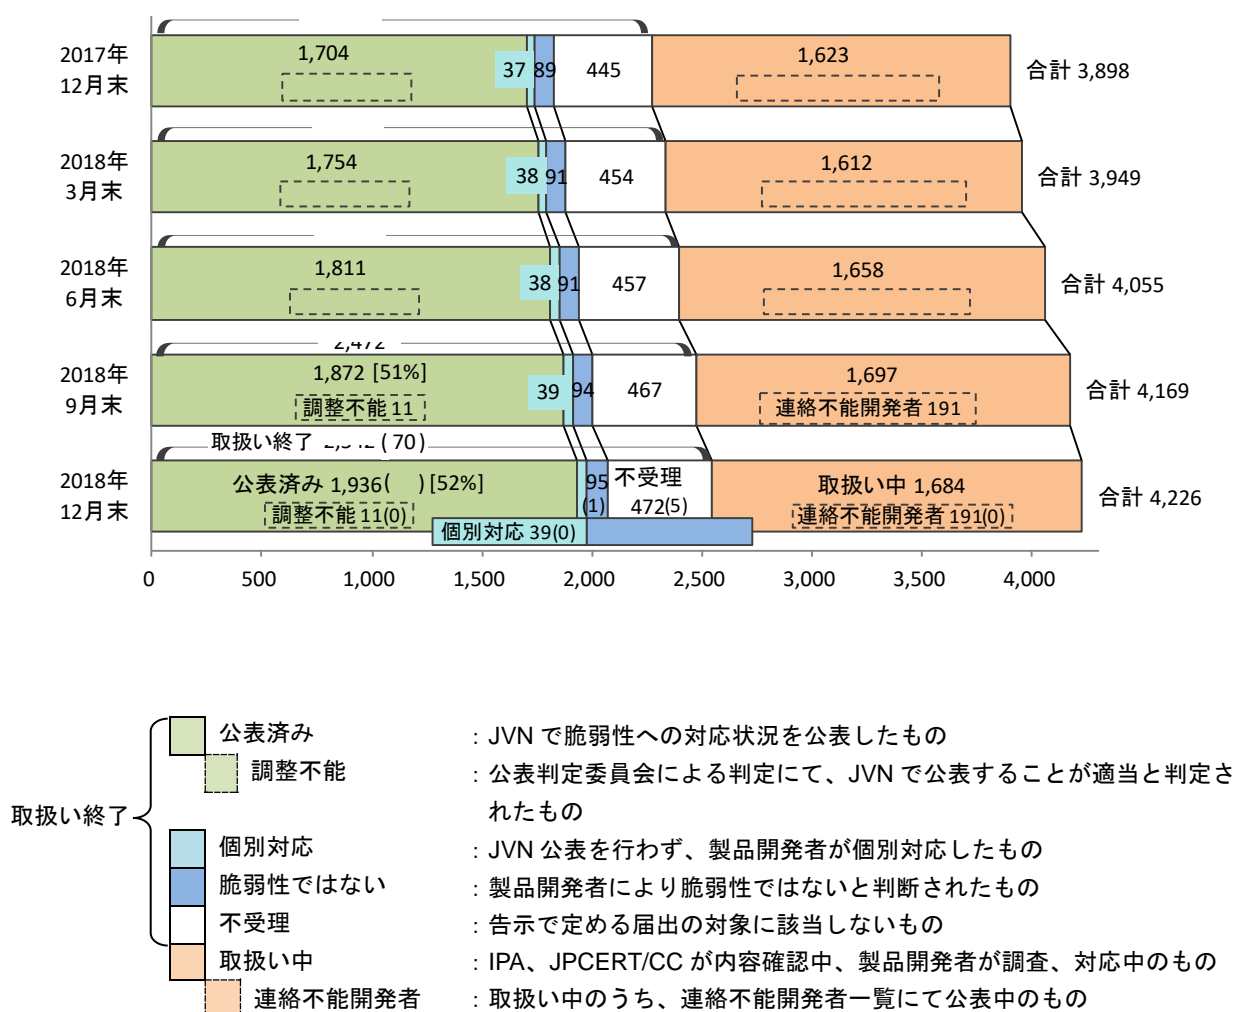 2017年
12月末
1,704
37
89
445
1,623
合計 3,898
2018年
3月末
1,754
38
91
454
1,612
合計 3,949
2018年
6月末
1,811
38
91
457
1,658
合計 4,055
2018年
9月末
1,872 [51%]
調整不能 11
39
94
467
1,697
連絡不能開発者 191
合計 4,169
取扱い終了 (70)
2018年
12月末
公表済み 1,936( ) [52%]
調整不能 11(0)
個別対応 39(0)
95
(1)
不受理
472(5)
取扱い中 1,684
連絡不能開発者 191(0)
合計 4,226
0 500 1,000 1,500 2,000 2,500 3,000 3,500 4,000
取扱い終了
公表済み :JVN で脆弱性への対応状況を公表したもの
調整不能 :公表判定委員会による判定にて、JVN で公表することが適当と判定さ
れたもの
個別対応 :JVN 公表を行わず、製品開発者が個別対応したもの
脆弱性ではない :製品開発者により脆弱性ではないと判断されたもの
不受理 :告示で定める届出の対象に該当しないもの
取扱い中 :IPA、JPCERT/CC が内容確認中、製品開発者が調査、対応中のもの
連絡不能開発者 :取扱い中のうち、連絡不能開発者一覧にて公表中のもの